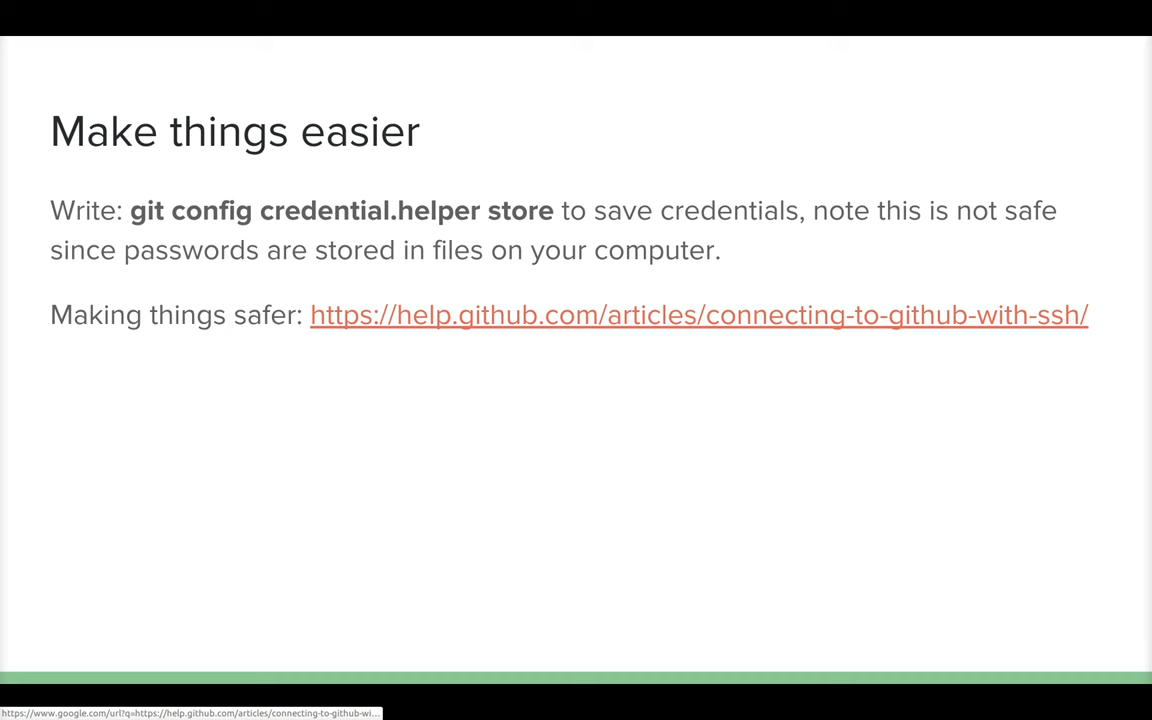 Make things easier
Write: git config credential.helper store to save credentials, note this is not safe
since passwords are stored in files on your computer.
Making things safer: https://help.github.com/articles/connecting-to-github-with-ssh/
https://www.google.com/url?q=https://help.github.com/articles/connecting-to-github-wi...